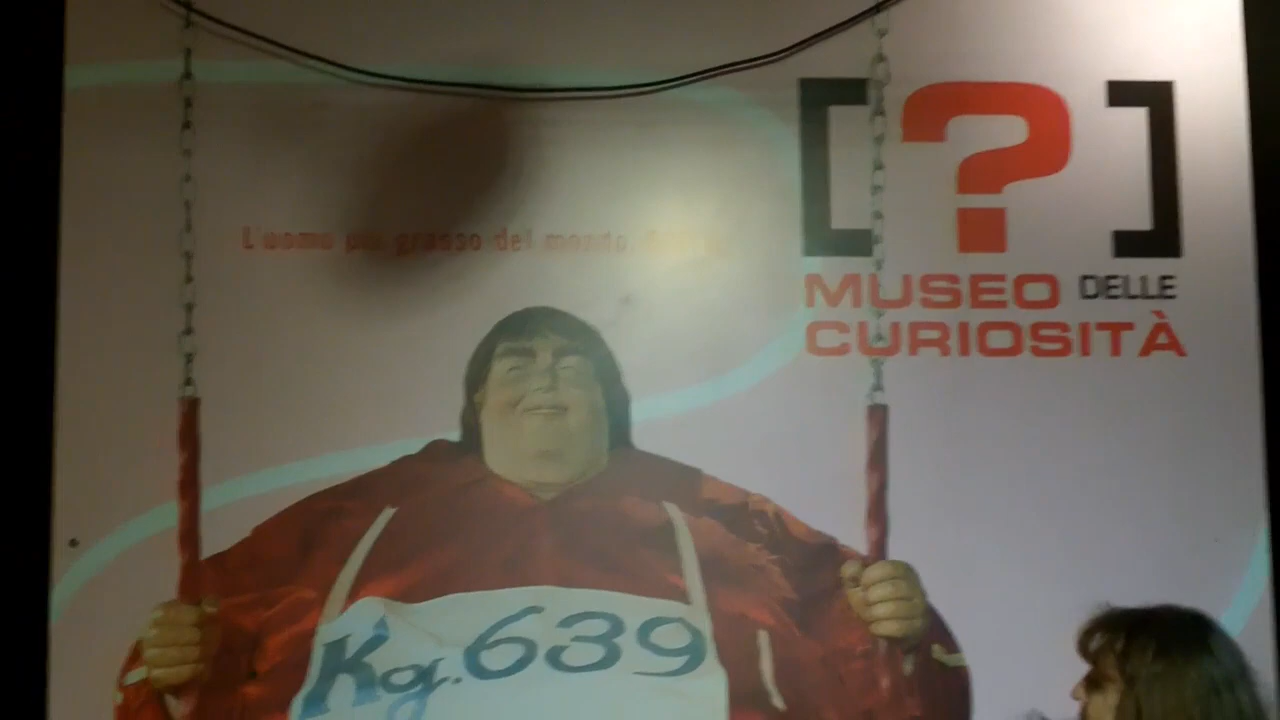 L'uomo più grasso del mondo
[?]
MUSEO DELLE
CURIOSITÀ
Kg. 639